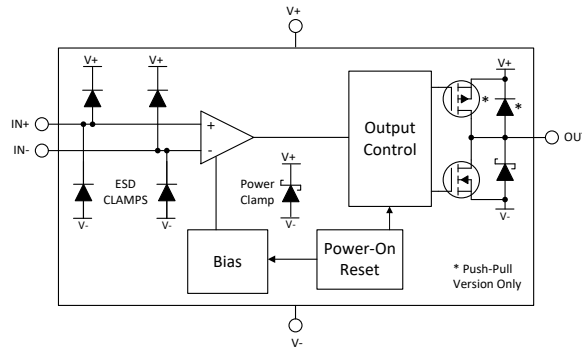 V+
V+
V+
V+
IN+
IN-
+
-
*
*
Output
Control
OUT
ESD
CLAMPS
V+
Power
Clamp
V-
V-
V-
V-
Bias
Power-On
Reset
* Push-Pull
Version Only
V-